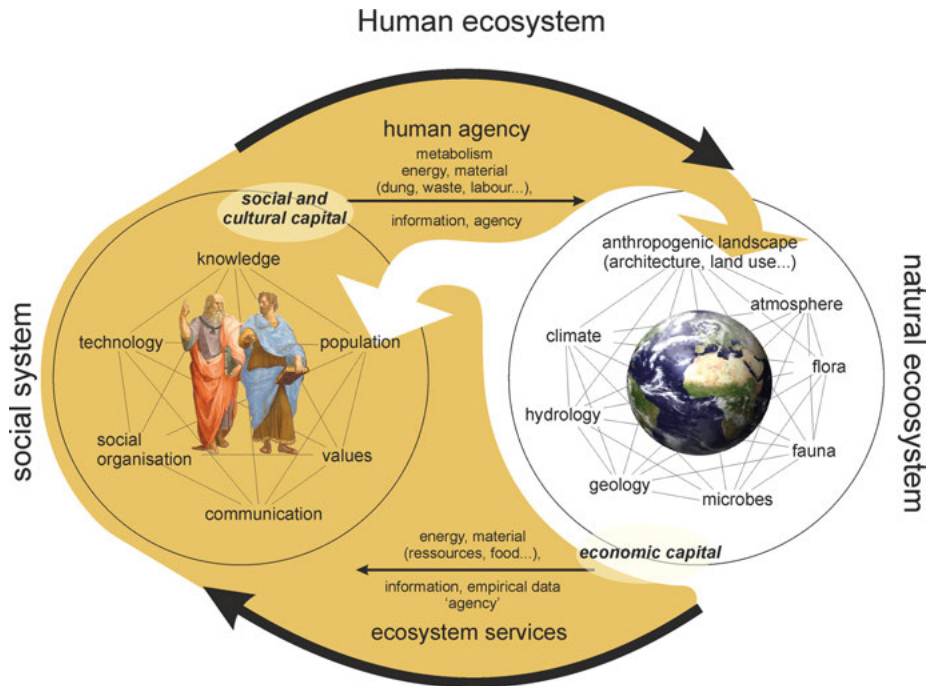 Human ecosystem
human agency
metabolism
energy, material
(dung, waste, labour...),
information, agency
social and
cultural capital
knowledge
technology
population
social
organisation
values
communication
social system
anthropogenic landscape
(architecture, land use...)
atmosphere
climate
flora
hydrology
fauna
geology
microbes
natural ecosystem
economic capital
energy, material
(ressources, food...),
information, empirical data
‘agency’
ecosystem services